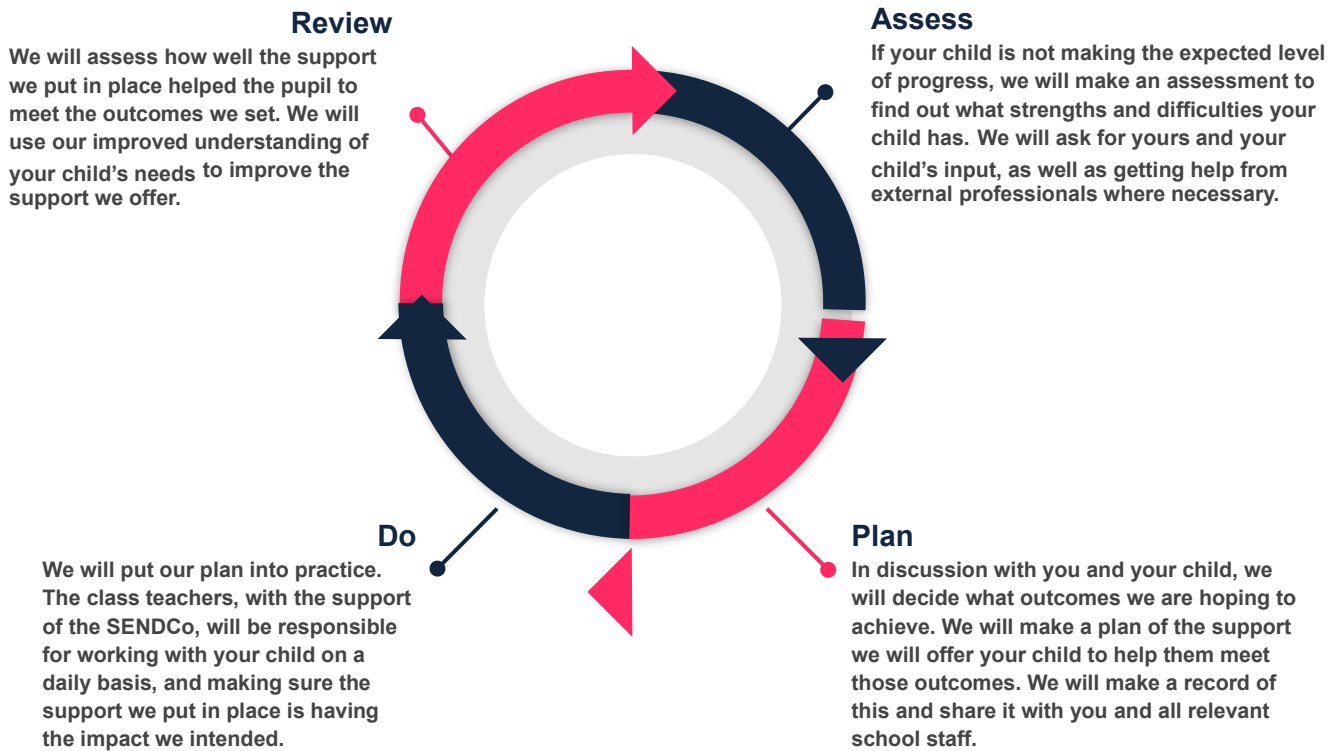 Review
We will assess how well the support
we put in place helped the pupil to
meet the outcomes we set. We will
use our improved understanding of
your child’s needs to improve the
support we offer.
Assess
If your child is not making the expected level
of progress, we will make an assessment to
find out what strengths and difficulties your
child has. We will ask for yours and your
child’s input, as well as getting help from
external professionals where necessary.
Do
We will put our plan into practice.
The class teachers, with the support
of the SENDCo, will be responsible
for working with your child on a
daily basis, and making sure the
support we put in place is having
the impact we intended.
Plan
In discussion with you and your child, we
will decide what outcomes we are hoping to
achieve. We will make a plan of the support
we will offer your child to help them meet
those outcomes. We will make a record of
this and share it with you and all relevant
school staff.